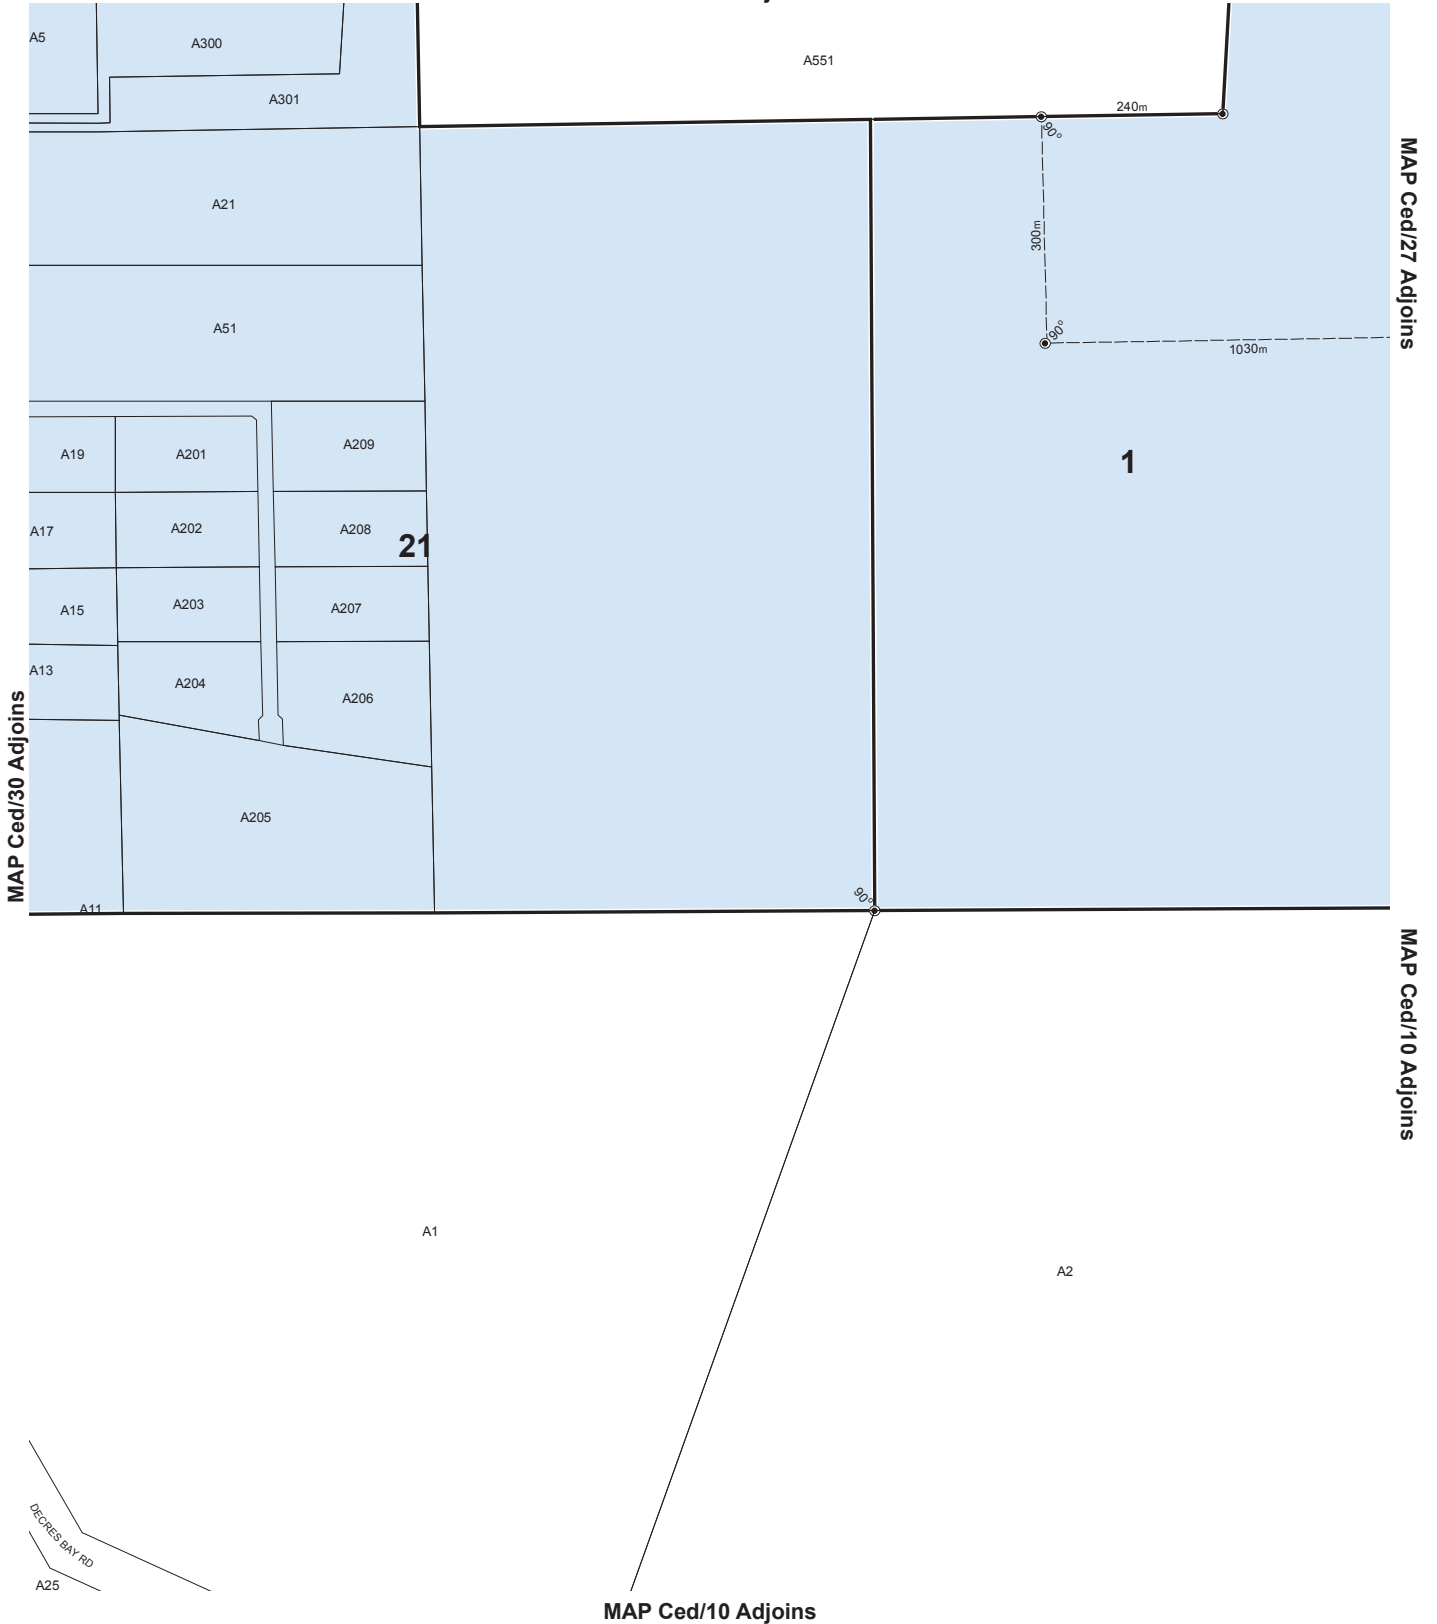 A5
A300
A551
A301
240m
90°
A21
MAP Ced/27 Adjoins
300m
A51
90°
1030m
A209
A19
A201
1
A17
A202
A208
21
A15
A203
A207
A13
A204
A206
MAP Ced/30 Adjoins
A205
90°
A11
MAP Ced/10 Adjoins
A1
A2
DECRES BAY RD
A25
MAP Ced/10 Adjoins